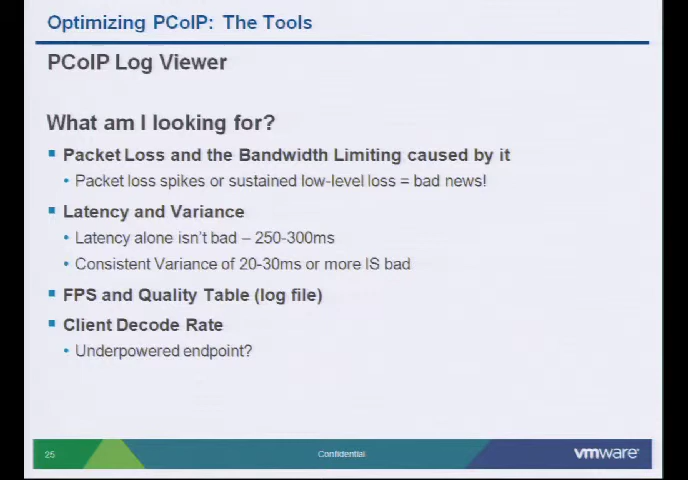 Optimizing PCoIP: The Tools
PCoIP Log Viewer
What am I looking for?
Packet Loss and the Bandwidth Limiting caused by it
Packet loss spikes or sustained low-level loss = bad news!
Latency and Variance
Latency alone isn't bad – 250-300ms
Consistent Variance of 20-30ms or more IS bad
FPS and Quality Table (log file)
Client Decode Rate
Underpowered endpoint?
25
Confidential
vmware